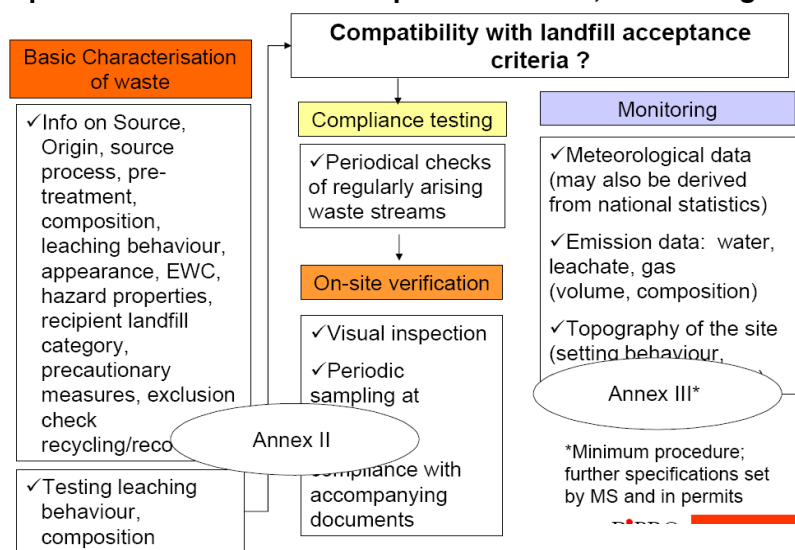 Compatibility with landfill acceptance
criteria ?
Basic Characterisation
of waste
✓Info on Source,
Origin, source
process, pre-
treatment,
composition,
leaching behaviour,
appearance, EWC,
hazard properties,
recipient landfill
category,
precautionary
measures, exclusion
check
recycling/reco
✓Testing leaching
behaviour,
composition
Compliance testing
✓Periodical checks
of regularly arising
waste streams
On-site verification
✓Visual inspection
✓Periodic
sampling at
Annex II
compliance with
accompanying
documents
Monitoring
✓Meteorological data
(may also be derived
from national statistics)
✓Emission data: water,
leachate, gas
(volume, composition)
✓Topography of the site
(setting behaviour,
Annex III*
*Minimum procedure;
further specifications set
by MS and in permits